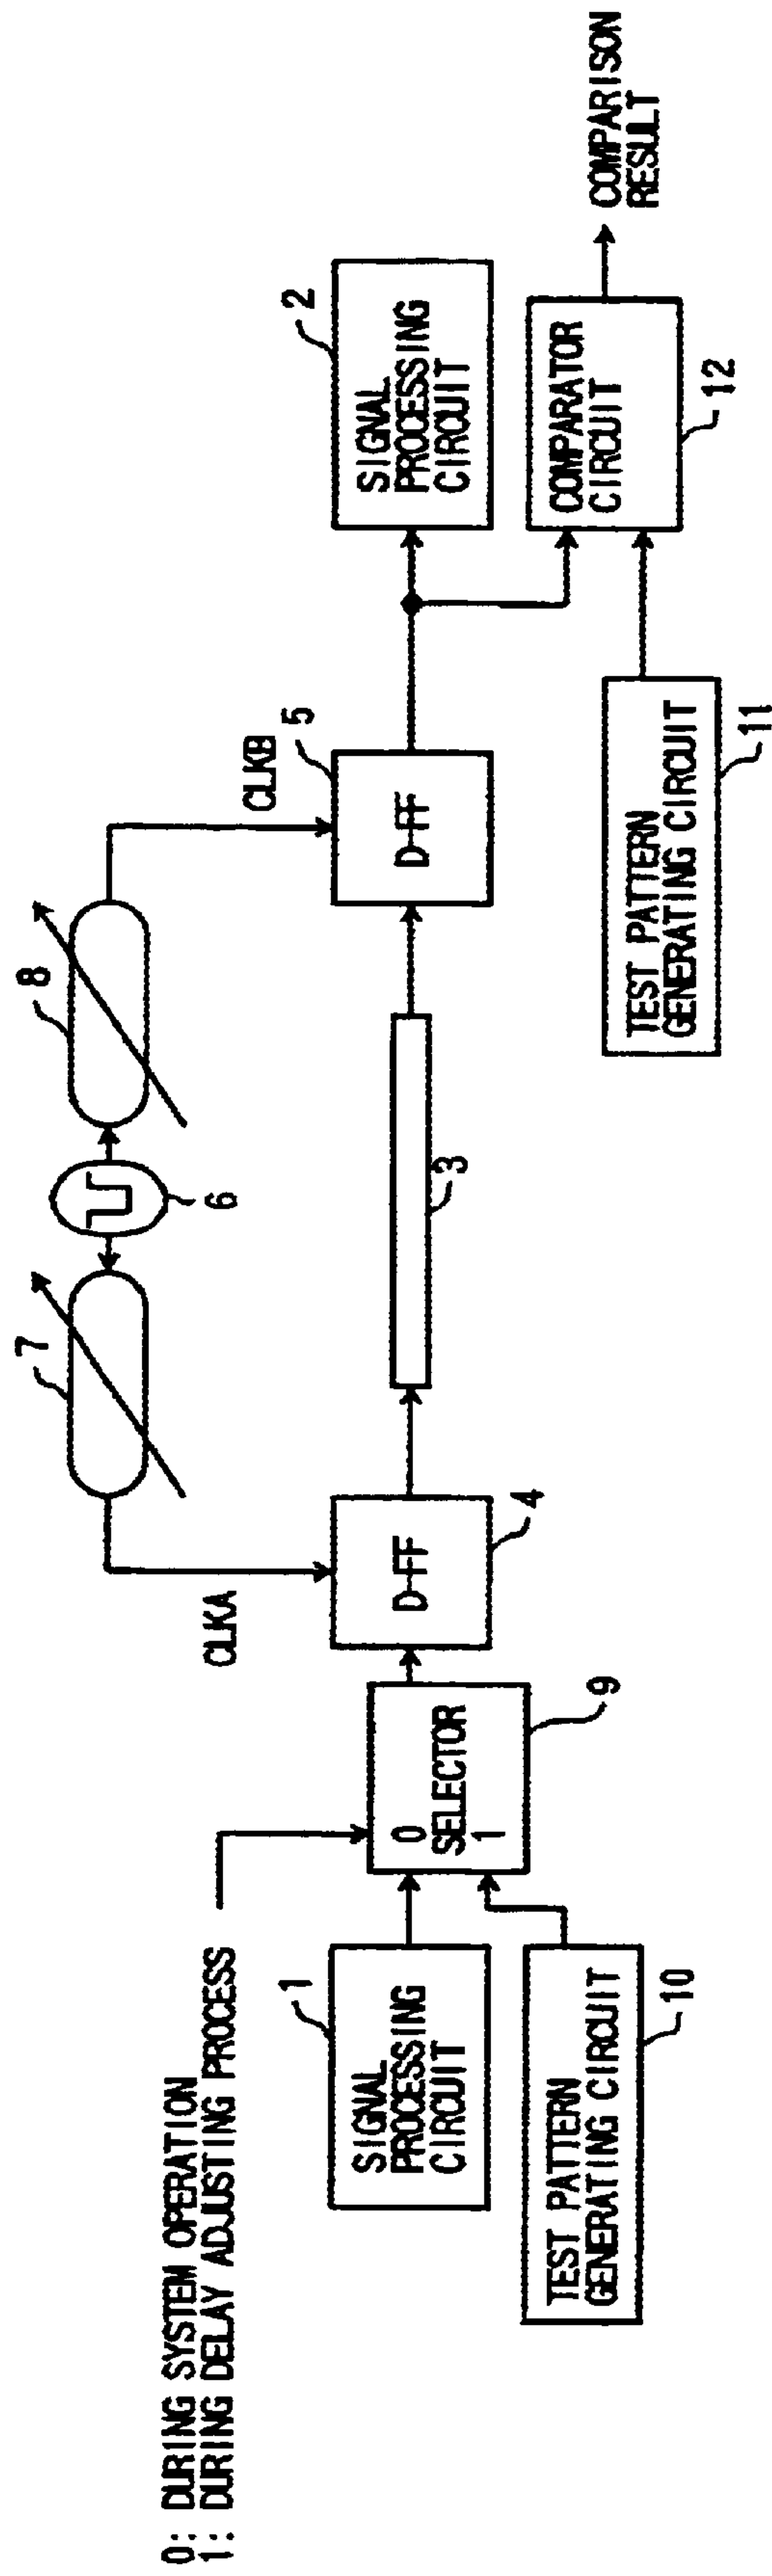 0: DURING SYSTEM OPERATION
1: DURING DELAY ADJUSTING PROCESS
1
SIGNAL
PROCESSING
CIRCUIT
TEST PATTERN
GENERATING CIRCUIT
10
0
SELECTOR
1
9
CLKA
D-FF
4
7
6
8
3
CLKB
5
D-FF
2
SIGNAL
PROCESSING
CIRCUIT
TEST PATTERN
GENERATING CIRCUIT
11
COMPARATOR
CIRCUIT
12
COMPARISON
RESULT